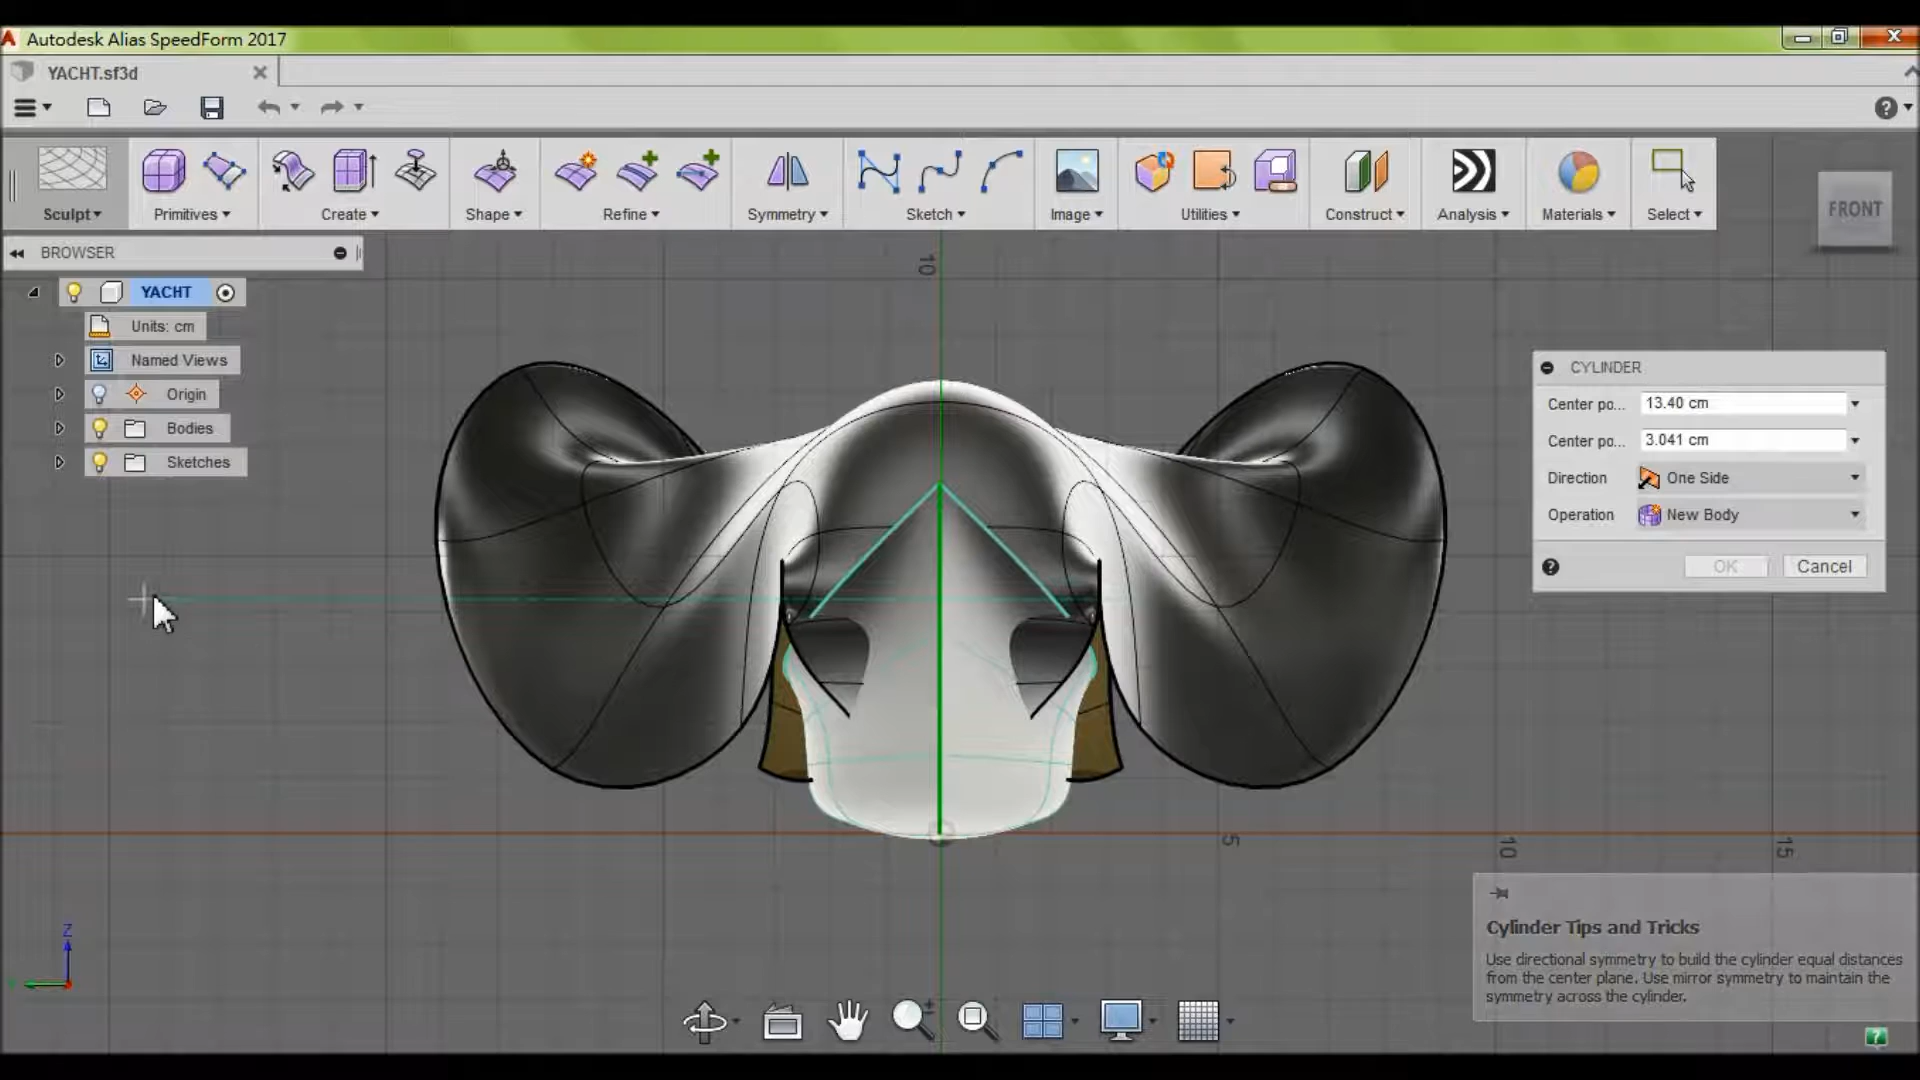 Autodesk Alias SpeedForm 2017
YACHT.sf3d
Sculpt
Primitives
Create
Shape
Refine
Symmetry
Sketch
Image
Utilities
Construct
Analysis
Materials
Select
FRONT
BROWSER
YACHT
Units: cm
Named Views
Origin
Bodies
Sketches
10
CYLINDER
Center po... 13.40 cm
Center po... 3.041 cm
Direction One Side
Operation New Body
OK Cancel
5
10
15
Cylinder Tips and Tricks
Use directional symmetry to build the cylinder equal distances
from the center plane. Use mirror symmetry to maintain the
symmetry across the cylinder.
Z